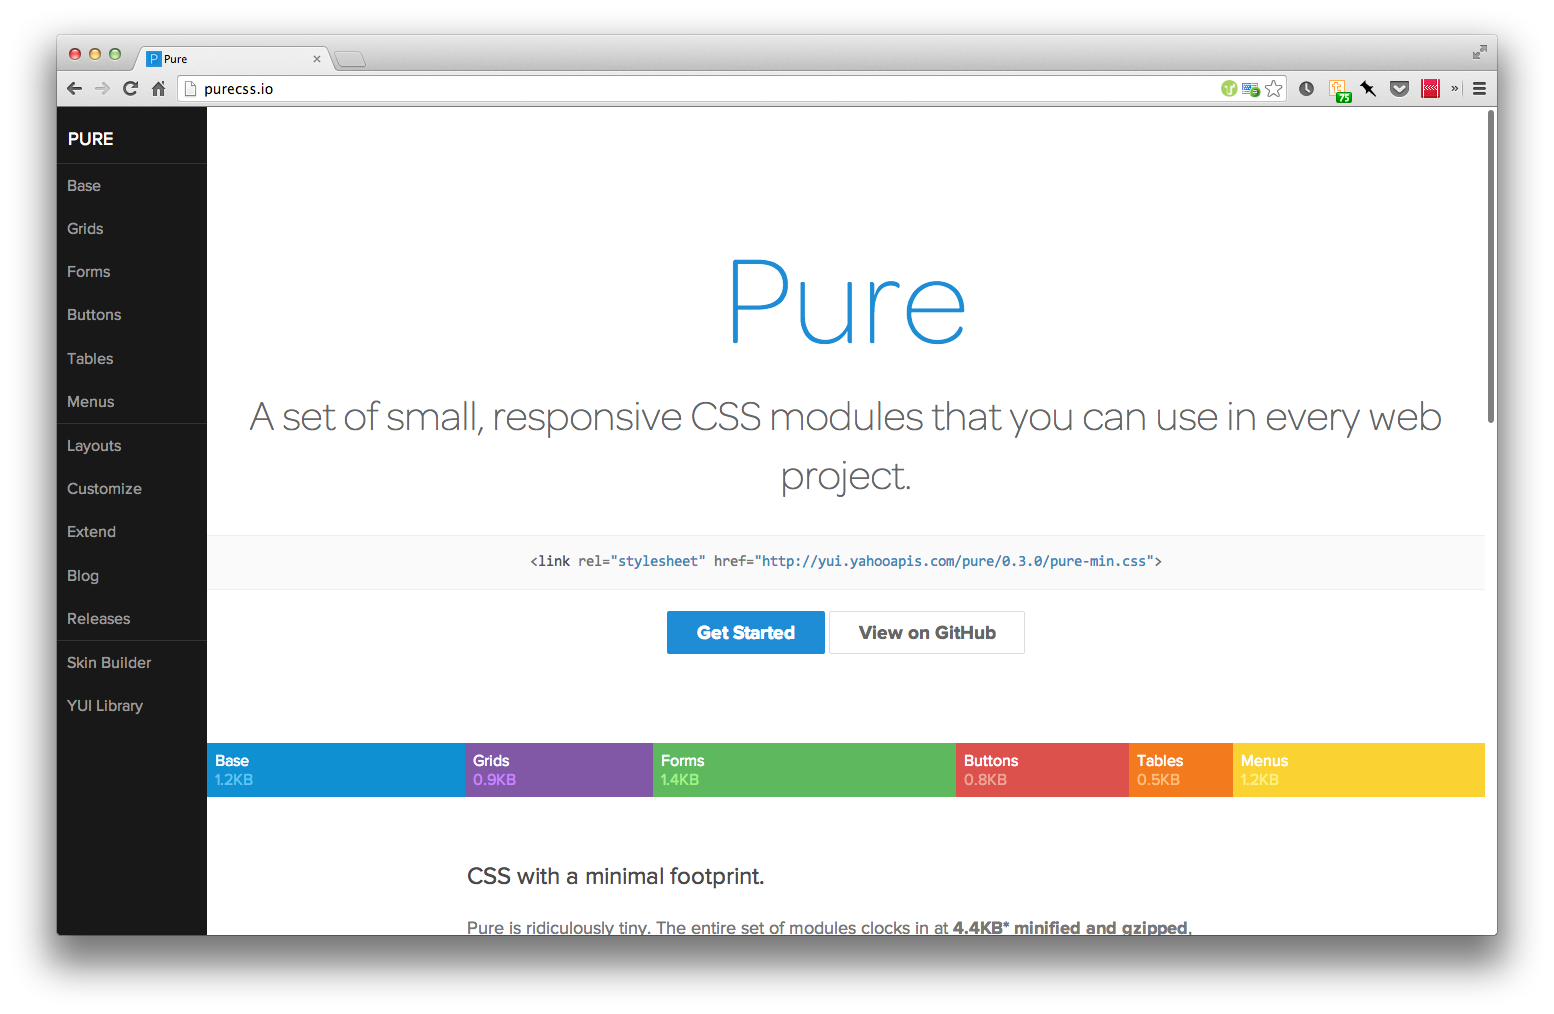 Pure
purecss.io
75
»
PURE
Base
Grids
Forms
Buttons
Tables
Menus
Layouts
Customize
Extend
Blog
Releases
Skin Builder
YUI Library
Pure
A set of small, responsive CSS modules that you can use in every web
project.
<link rel="stylesheet" href="http://yui.yahooapis.com/pure/0.3.0/pure-min.css">
Get Started View on GitHub
Base Grids Forms Buttons Tables Menus
1.2KB 0.9KB 1.4KB 0.8KB 0.5KB 1.2KB
CSS with a minimal footprint.
Pure is ridiculously tiny. The entire set of modules clocks in at 4.4KB* minified and gzipped,